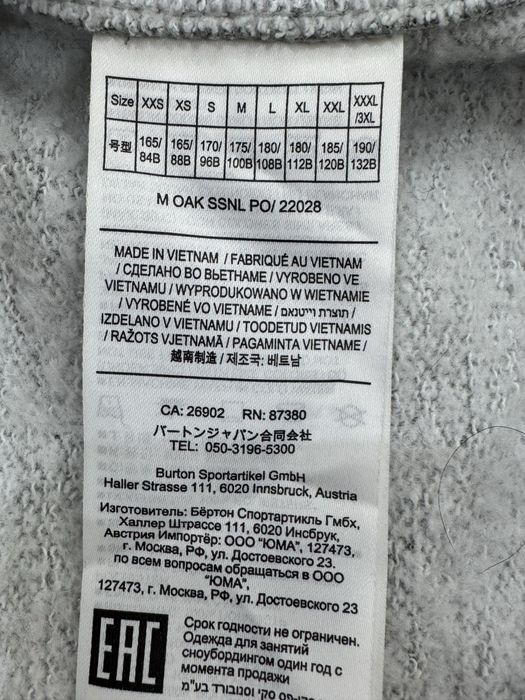 Size XXS XS S M L XL XXL XXXL/3XL
号型 165/84B 165/88B 170/96B 175/100B 180/108B 180/112B 185/120B 190/132B
M OAK SSNL PO/ 22028
MADE IN VIETNAM / FABRIQUÉ AU VIETNAM
/ СДЕЛАНО ВО ВЬЕТНАМЕ / VYROBENO VE
VIETNAMU / WYPRODUKOWANO W WIETNAMIE
/ VYROBENÉ VO VIETNAME / תוצרת וייטנאם /
IZDELANO V VIETNAMU / TOODETUD VIETNAMIS
/ RAŽOTS VJETNAMĀ / PAGAMINTA VIETNAME /
越南制造 / 제조국: 베트남
CA: 26902 RN: 87380
バートンジャパン合同会社
TEL: 050-3196-5300
Burton Sportartikel GmbH
Haller Strasse 111, 6020 Innsbruck, Austria
Изготовитель: Бёртон Спортартикль Гмбх,
Халлер Штрассе 111, 6020 Инсбрук,
Австрия Импортёр: ООО "ЮМА", 127473,
г. Москва, РФ, ул. Достоевского 23.
по всем вопросам обращаться в ООО
"ЮМА",
127473, г. Москва, РФ, ул. Достоевского 23
EAC
Срок годности не ограничен.
Одежда для занятий
сноубордингом один год с
момента продажи
סקי וסנובורד בע"מ